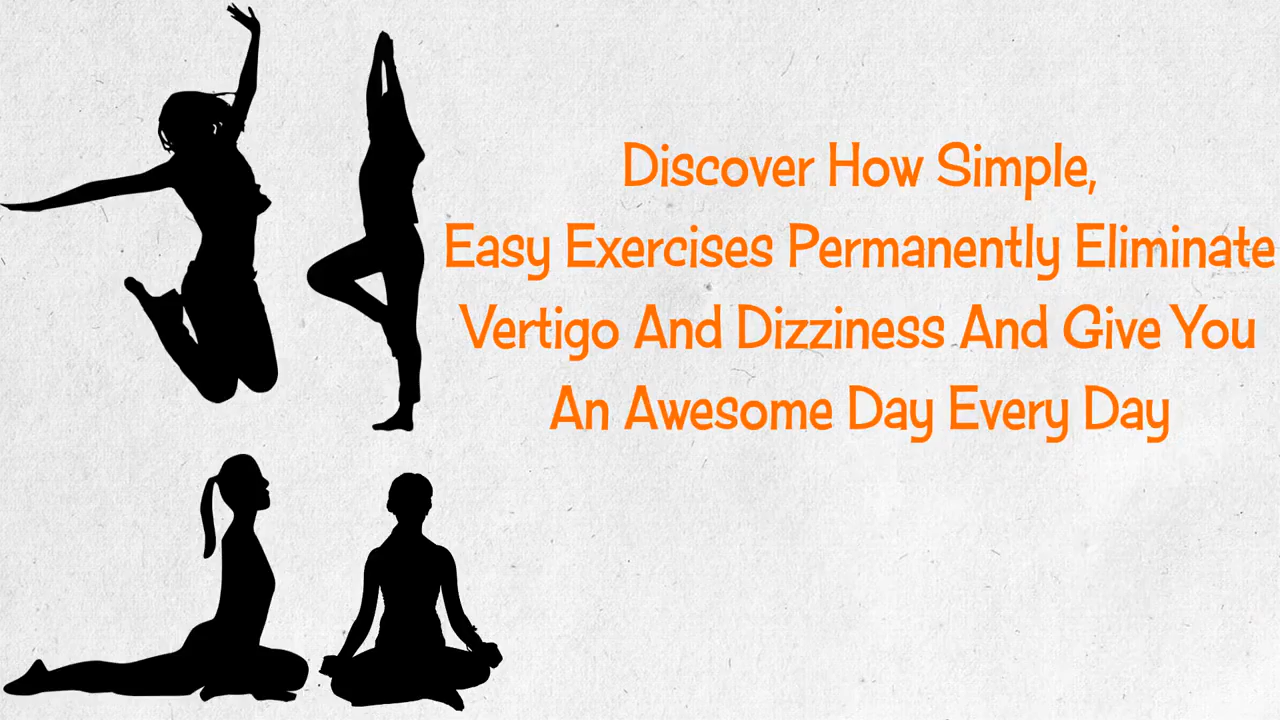 Discover How Simple,
Easy Exercises Permanently Eliminate
Vertigo And Dizziness And Give You
An Awesome Day Every Day